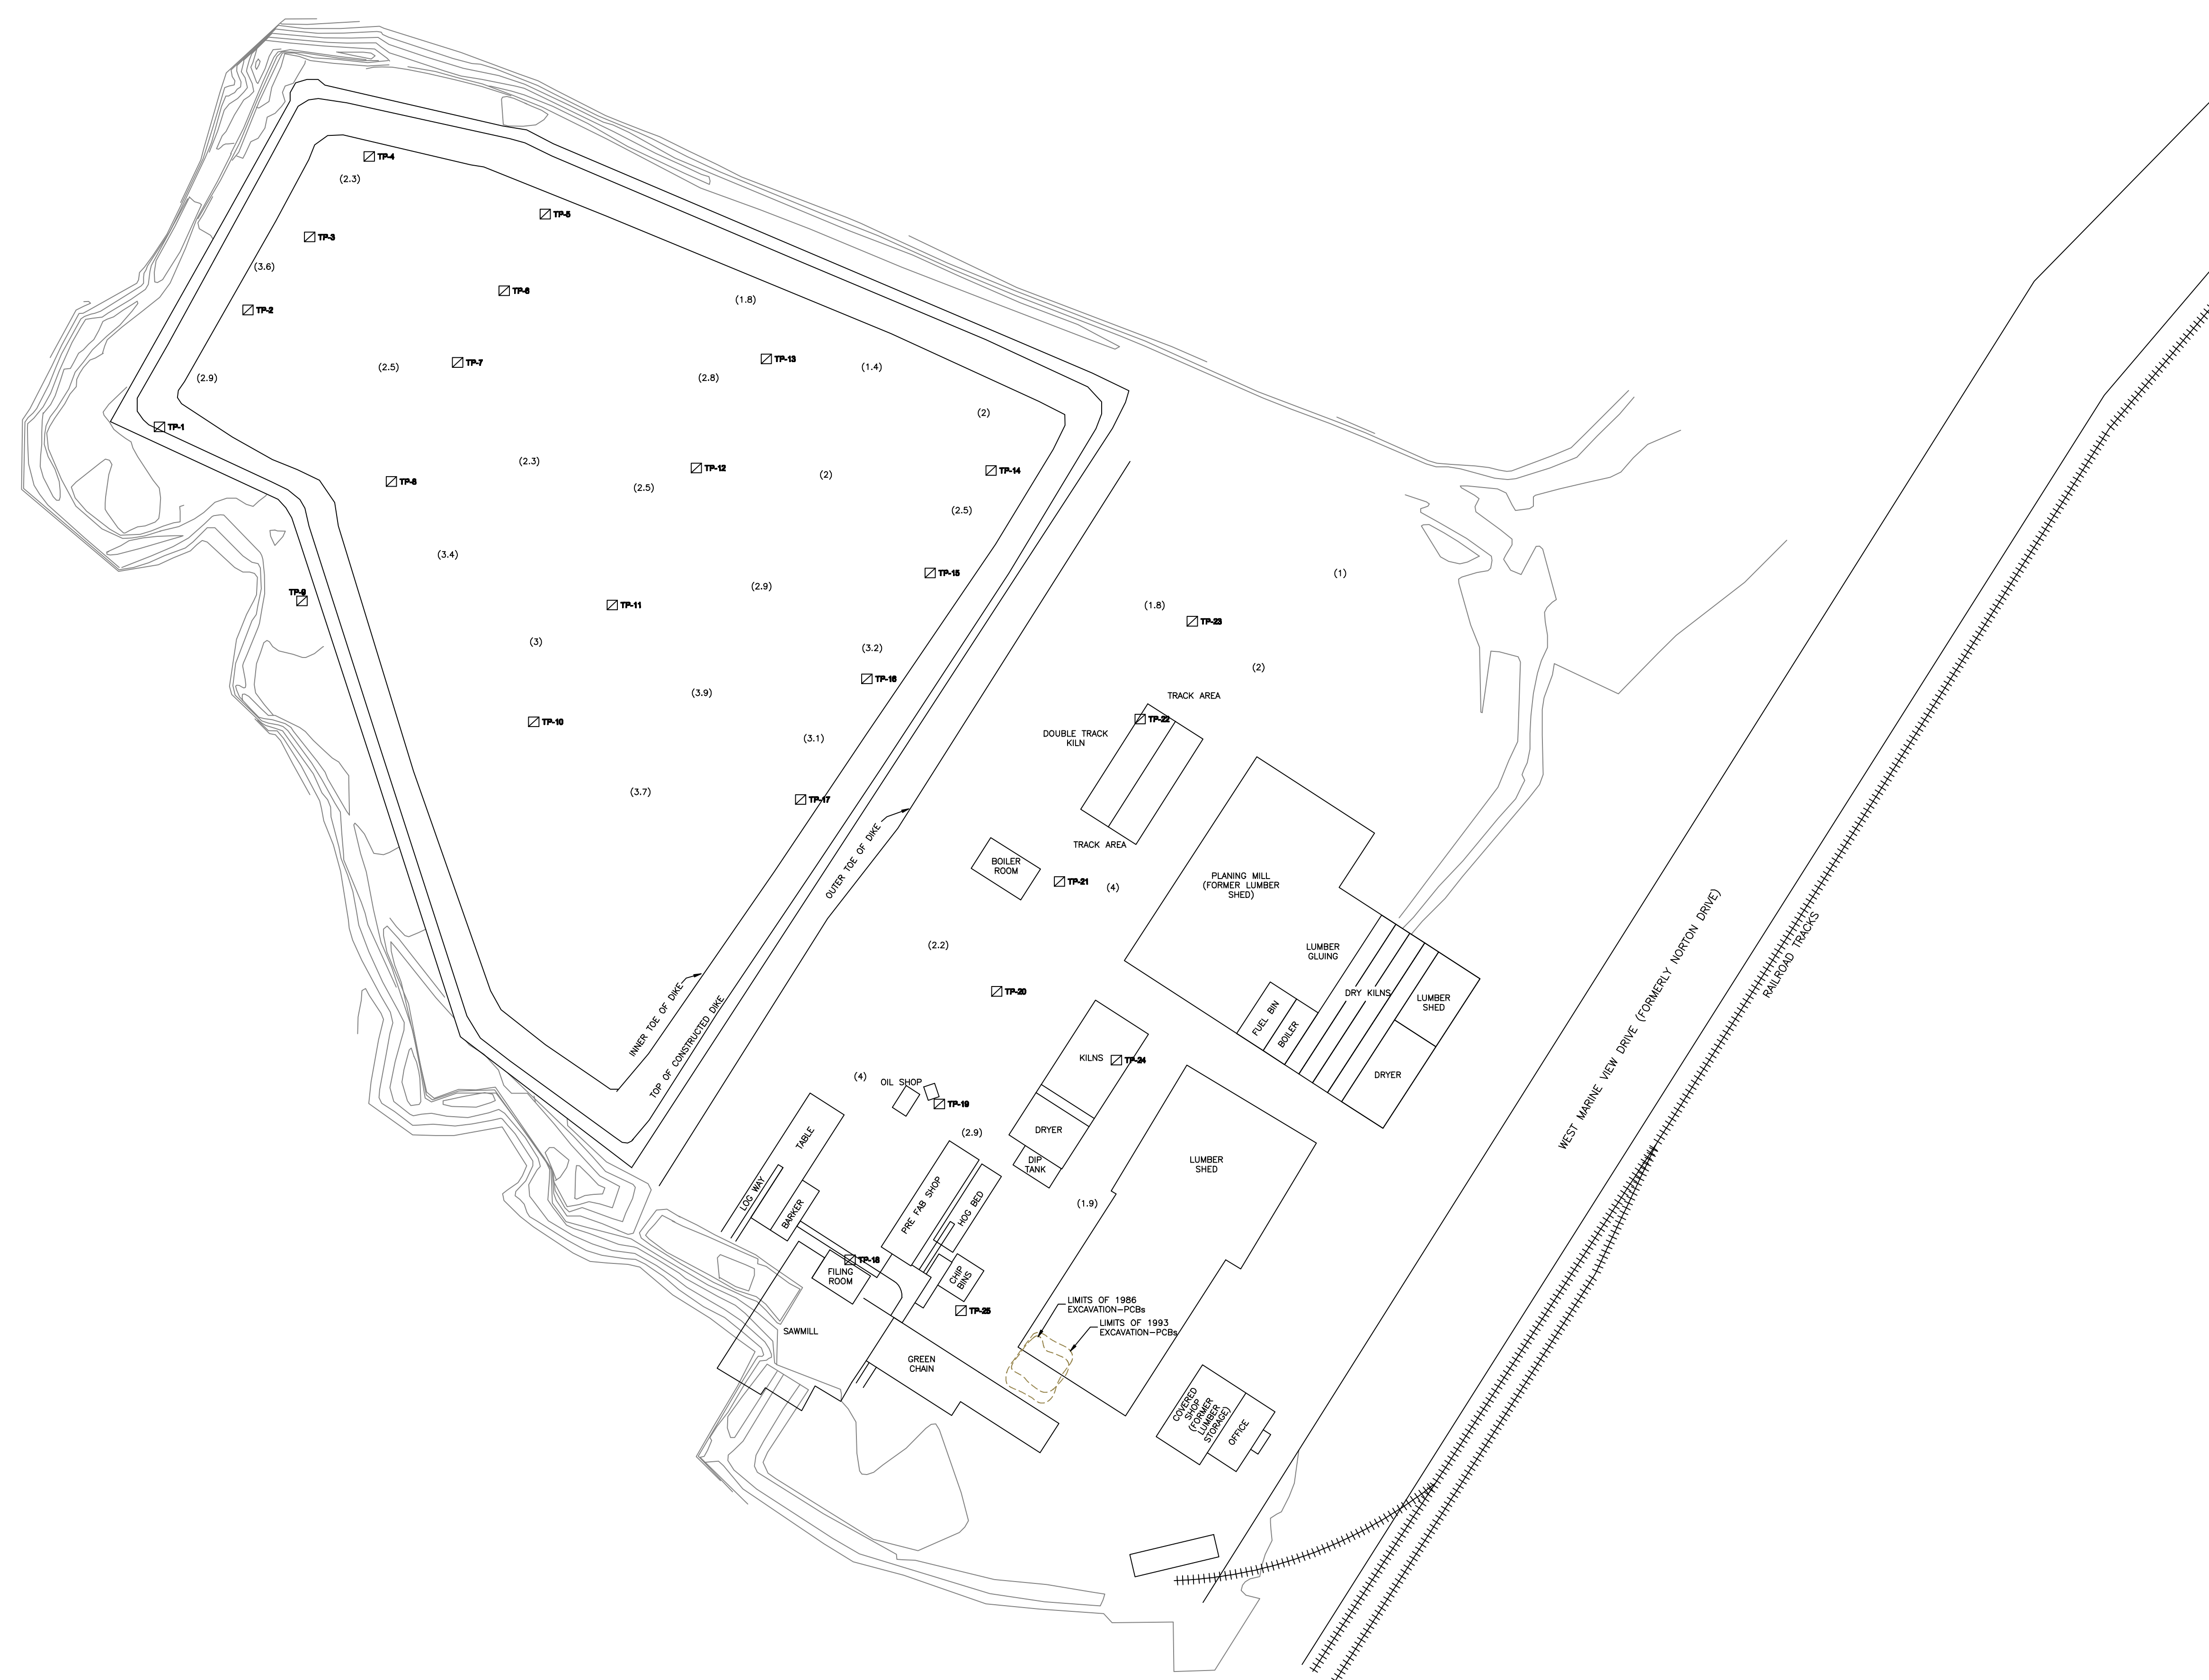 TP-4
(2.3)
TP-5
TP-3
(3.6)
TP-6
(1.8)
TP-2
TP-13
TP-7
(2.5)
(1.4)
(2.9)
(2.8)
(2)
TP-1
(2.3)
TP-12
TP-14
(2)
TP-8
(2.5)
(2.5)
(3.4)
TP-15
(1)
(2.9)
TP-9
TP-11
(1.8)
TP-23
(3)
(3.2)
(2)
TP-16
(3.9)
TRACK AREA
TP-10
TP-22
DOUBLE TRACK
KILN
(3.1)
(3.7)
TP-17
OUTER TOE OF DIKE
TRACK AREA
BOILER
ROOM
TP-21
(4)
PLANING MILL
(FORMER LUMBER
SHED)
(2.2)
LUMBER
GLUING
WEST MARINE VIEW DRIVE (FORMERLY NORTON DRIVE)
RAILROAD TRACKS
INNER TOE OF DIKE
TOP OF CONSTRUCTED DIKE
TP-20
DRY KILNS
LUMBER
SHED
FUEL BIN
BOILER
KILNS
TP-24
DRYER
(4)
OIL SHOP
TP-19
(2.9)
DRYER
TABLE
DIP
TANK
LUMBER
SHED
LOG WAY
BARKER
PRE FAB SHOP
HOG BED
(1.9)
TP-18
FILING
ROOM
CHIP
BINS
TP-25
LIMITS OF 1986
EXCAVATION-PCBs
LIMITS OF 1993
EXCAVATION-PCBs
SAWMILL
GREEN
CHAIN
COVERED
SHOP
(FORMER
LUMBER
STORAGE)
OFFICE